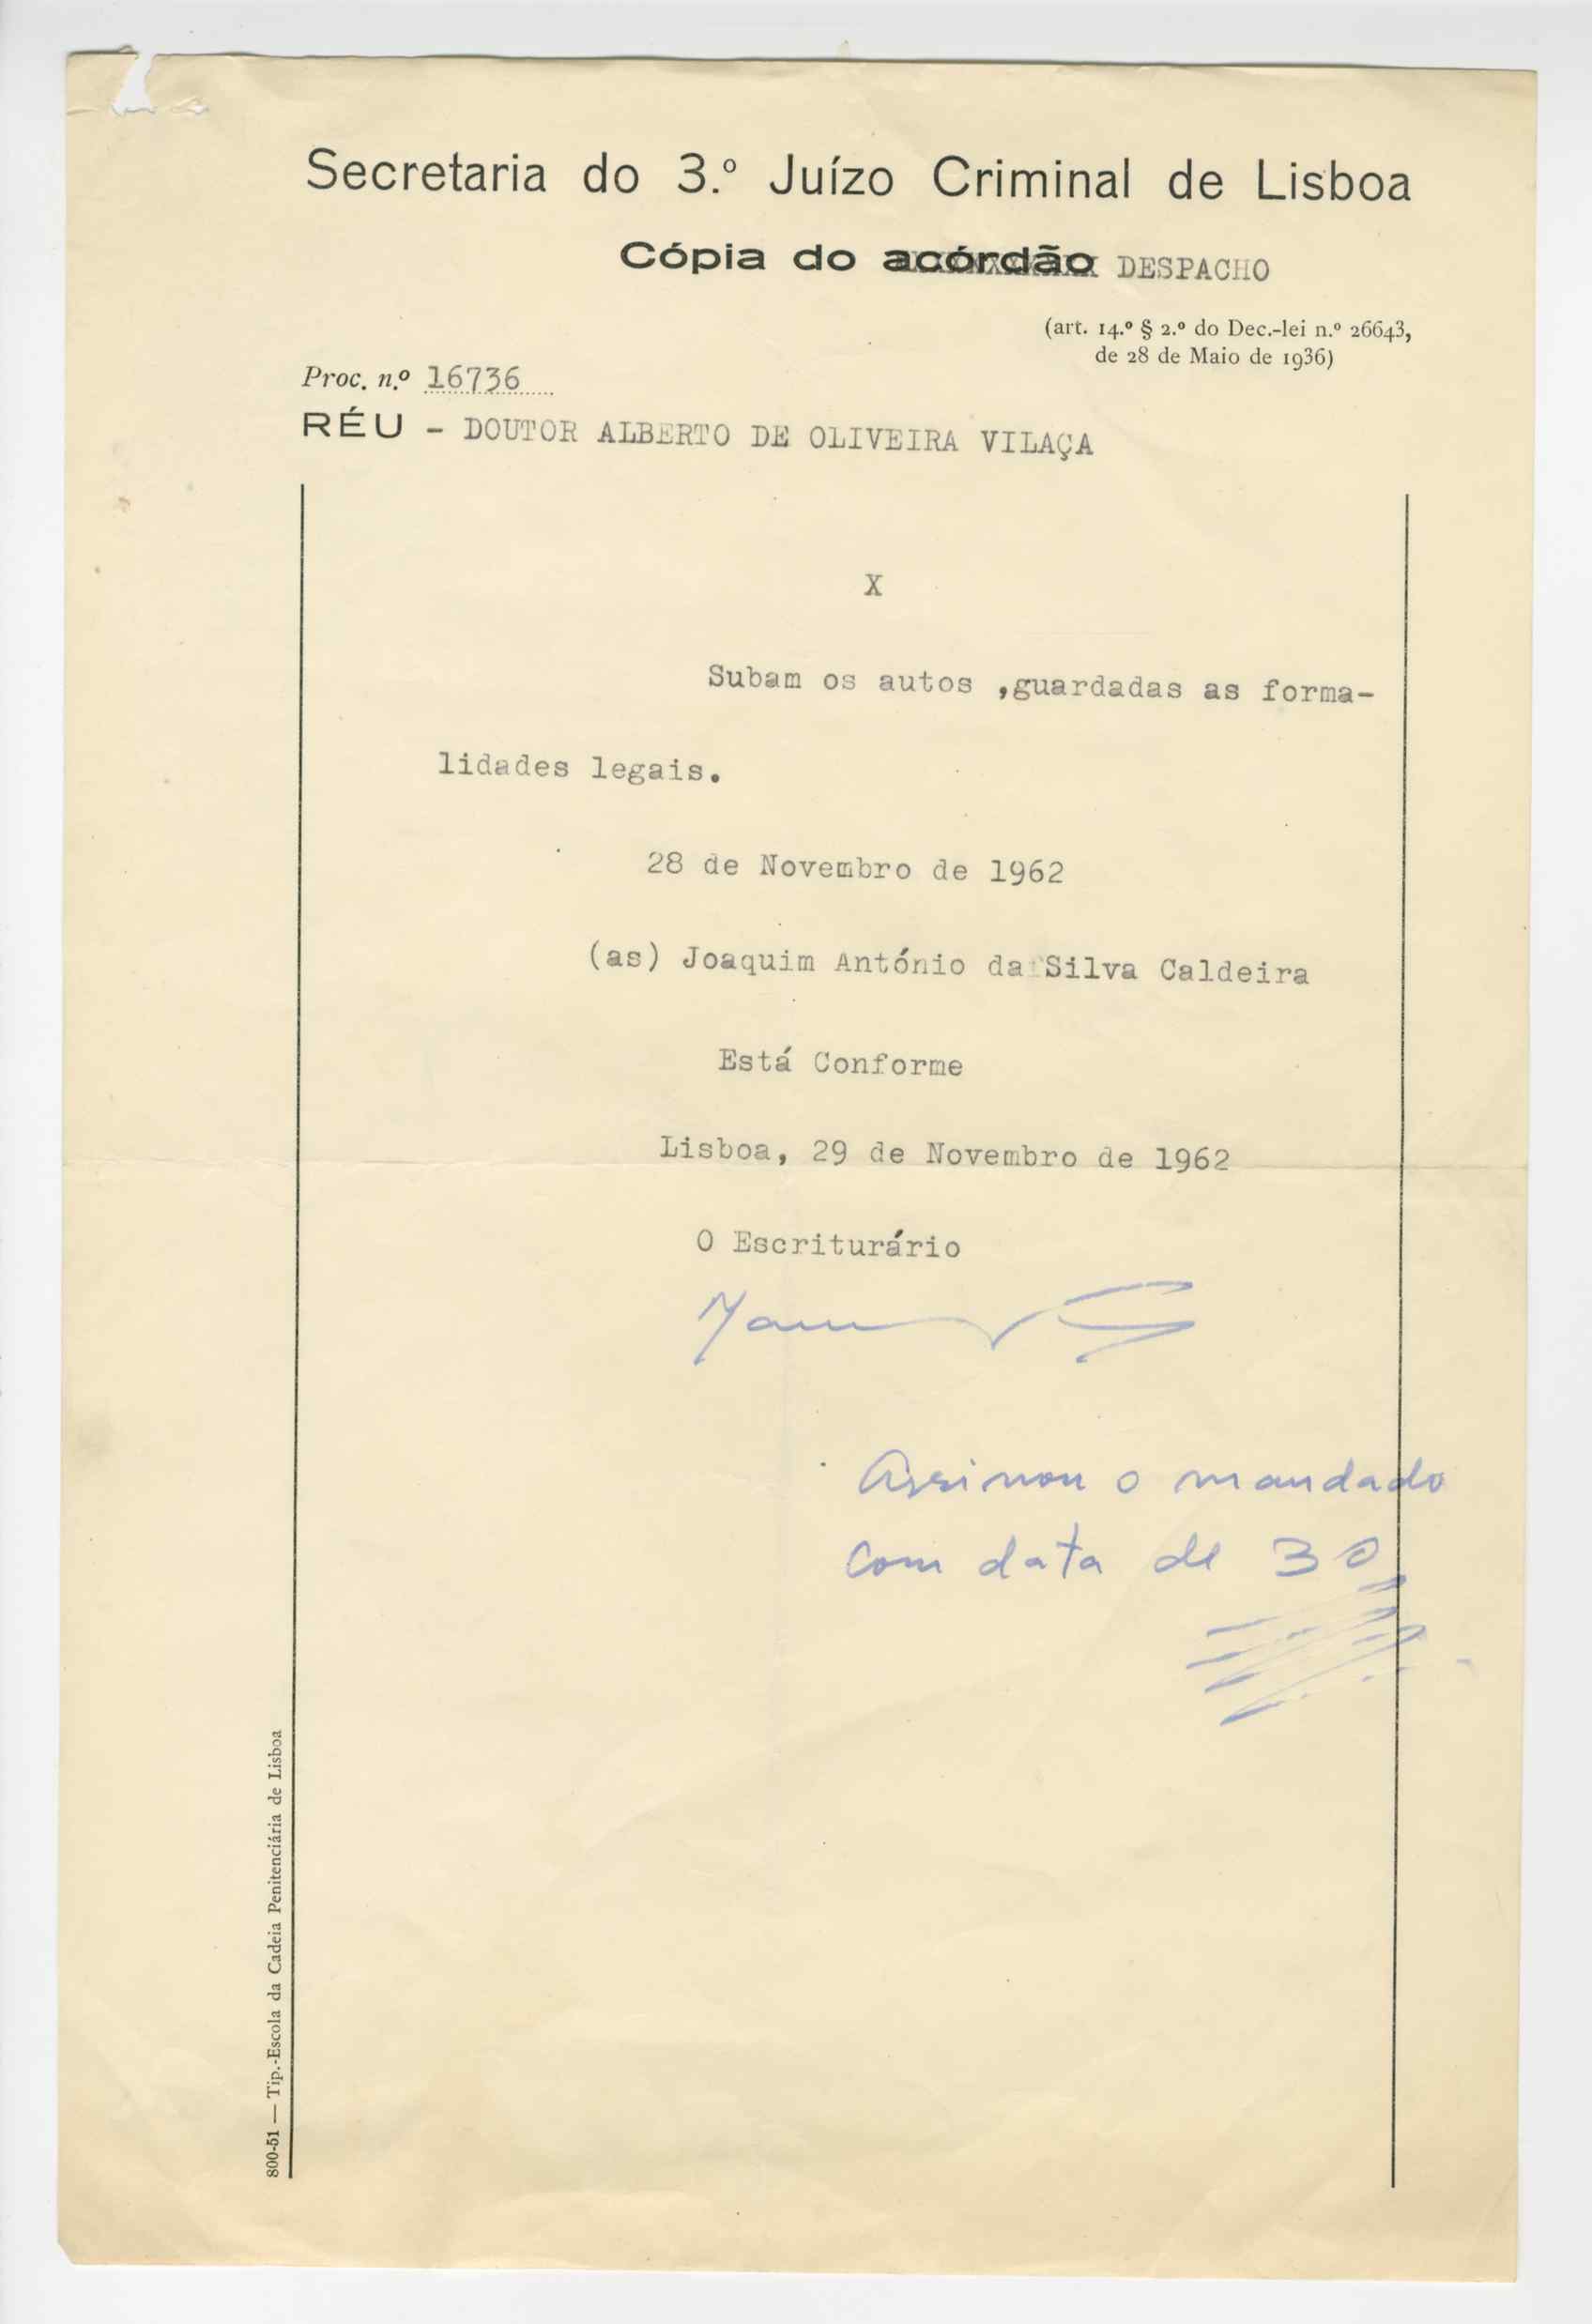 Secretaria do 3.º Juízo Criminal de Lisboa
Cópia do acórdão DESPACHO
(art. 14.º § 2.º do Dec.-lei n.º 26643,
de 28 de Maio de 1936)
Proc. n.º 16736
RÉU - DOUTOR ALBERTO DE OLIVEIRA VILAÇA
X
Subam os autos ,guardadas as forma-
lidades legais.
28 de Novembro de 1962
(as) Joaquim António da Silva Caldeira
Está Conforme
Lisboa, 29 de Novembro de 1962
O Escriturário
Assinou o mandado
com data de 30
800-51 — Tip.-Escola da Cadeia Penitenciária de Lisboa